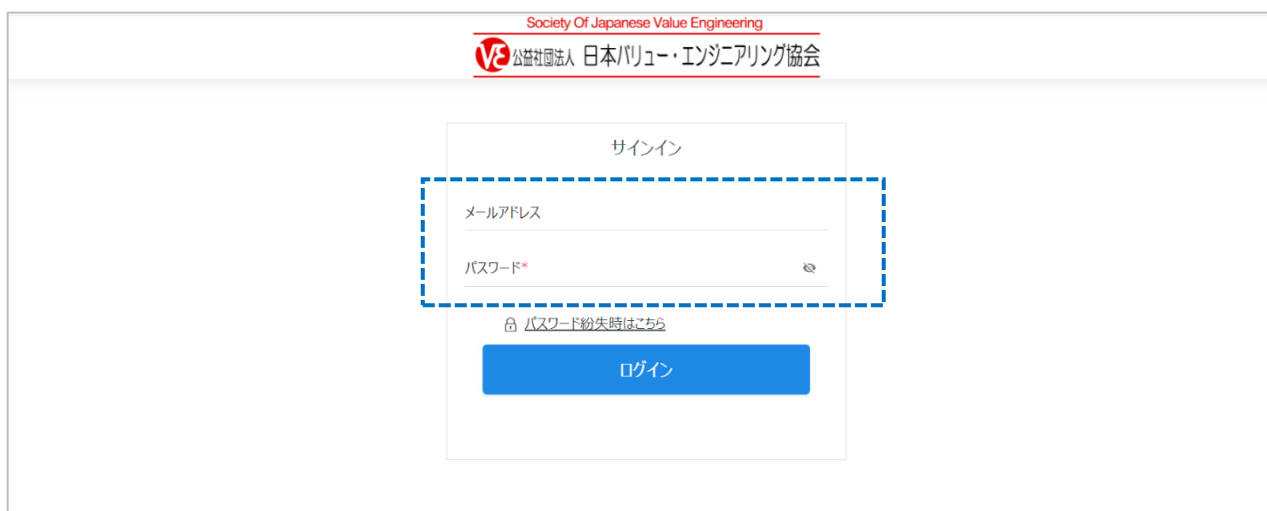 Society Of Japanese Value Engineering
VE 公益社団法人 日本バリュー・エンジニアリング協会
サインイン
メールアドレス
パスワード*
パスワード紛失時はこちら
ログイン